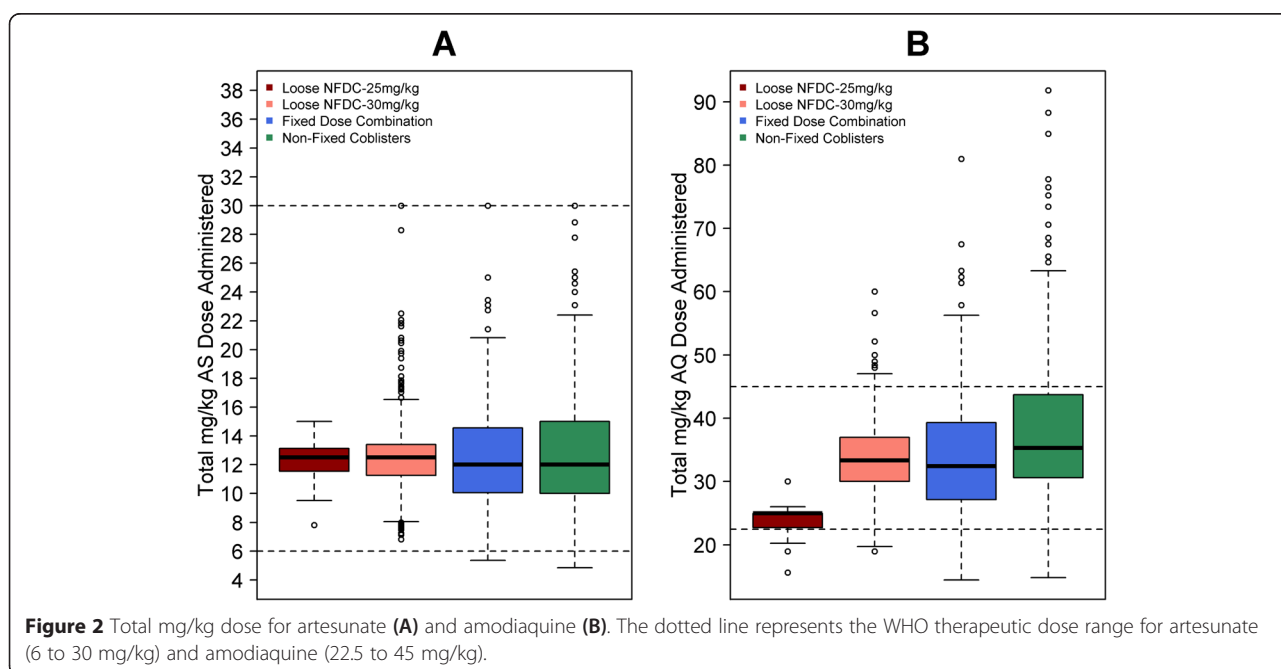 A
Total mg/kg AS Dose Administered
38
36
34
32
30
28
26
24
22
20
18
16
14
12
10
8
6
4
Loose NFDC-25mg/kg
Loose NFDC-30mg/kg
Fixed Dose Combination
Non-Fixed Coblisters
B
Total mg/kg AQ Dose Administered
90
80
70
60
50
40
30
20
Loose NFDC-25mg/kg
Loose NFDC-30mg/kg
Fixed Dose Combination
Non-Fixed Coblisters
Figure 2 Total mg/kg dose for artesunate (A) and amodiaquine (B). The dotted line represents the WHO therapeutic dose range for artesunate
(6 to 30 mg/kg) and amodiaquine (22.5 to 45 mg/kg).